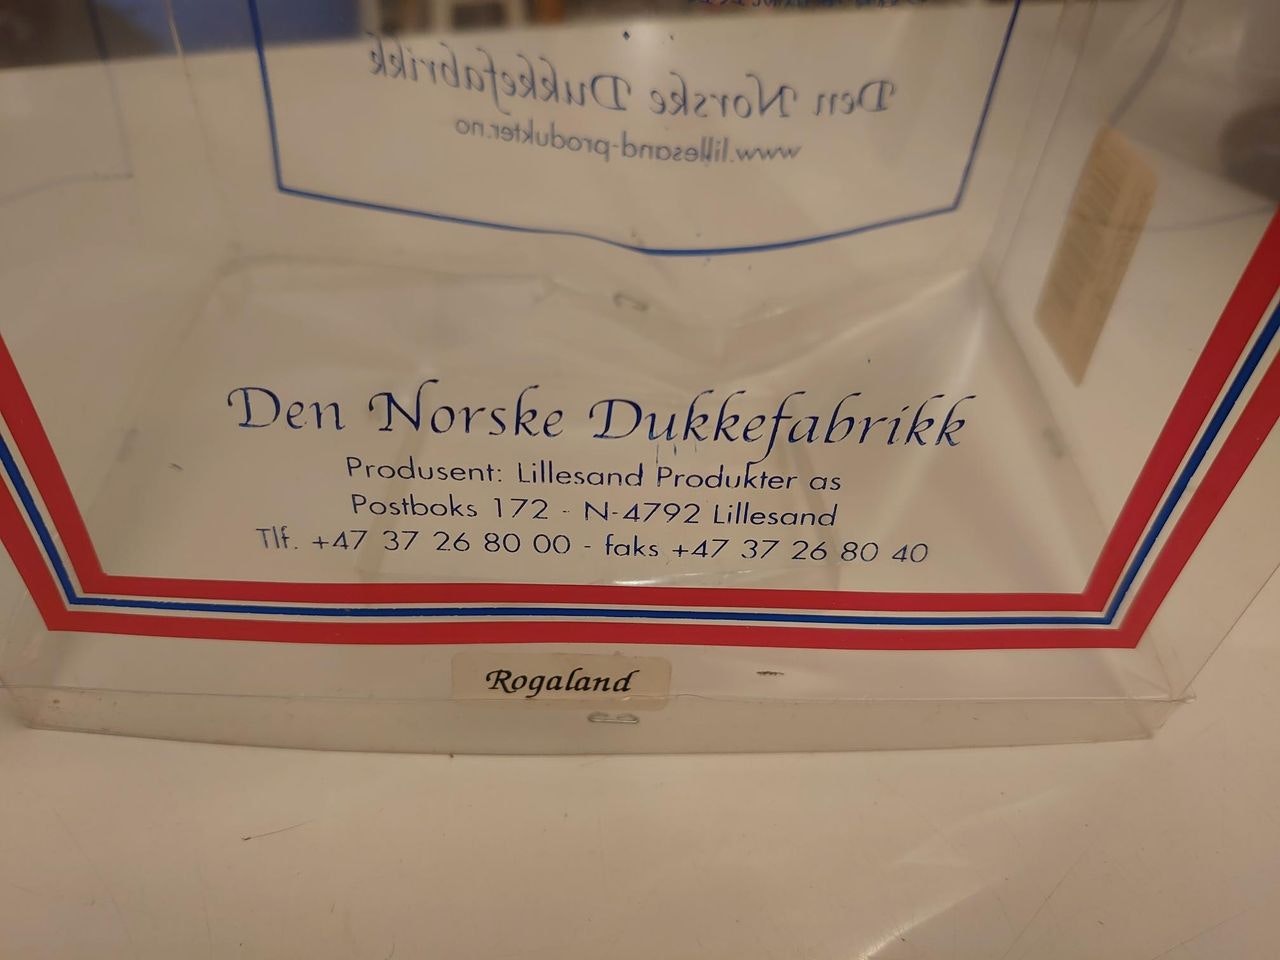 Den Norske Dukkefabrikk
www.lillesand-produkter.no
Den Norske Dukkefabrikk
Produsent: Lillesand Produkter as
Postboks 172 - N-4792 Lillesand
Tlf. +47 37 26 80 00 - faks +47 37 26 80 40
Rogaland